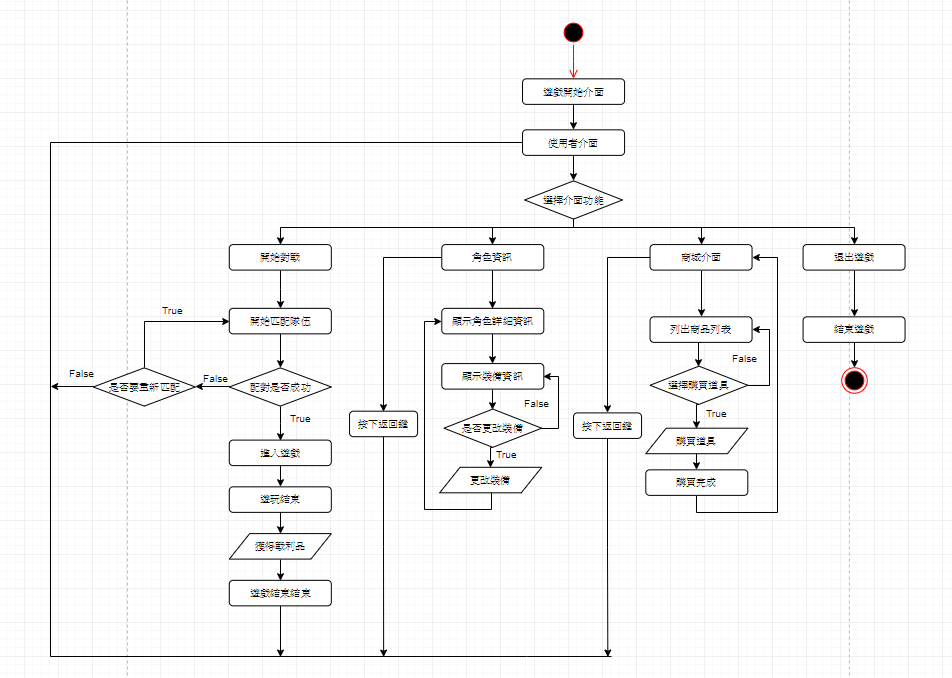 遊戲開始介面
使用者介面
選擇介面功能
開始對戰
角色資訊
商城介面
退出遊戲
True
開始匹配隊伍
顯示角色詳細資訊
列出商品列表
結束遊戲
False
False
是否要重新匹配
False
配對是否成功
顯示裝備資訊
選擇購買道具
True
False
True
按下返回鍵
是否更改裝備
按下返回鍵
購買道具
進入遊戲
True
更改裝備
購買完成
遊玩結束
獲得戰利品
遊戲結束結束